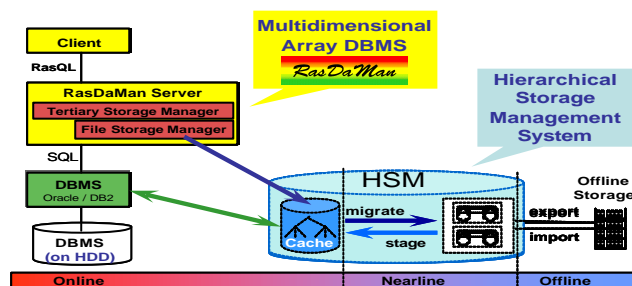 Client
RasQL
RasDaMan Server
Tertiary Storage Manager
File Storage Manager
SQL
DBMS
Oracle / DB2
DBMS
(on HDD)
Multidimensional
Array DBMS
RasDaMan
Hierarchical
Storage
Management
System
HSM
Cache
migrate
stage
export
import
Offline
Storage
Online
Nearline
Offline